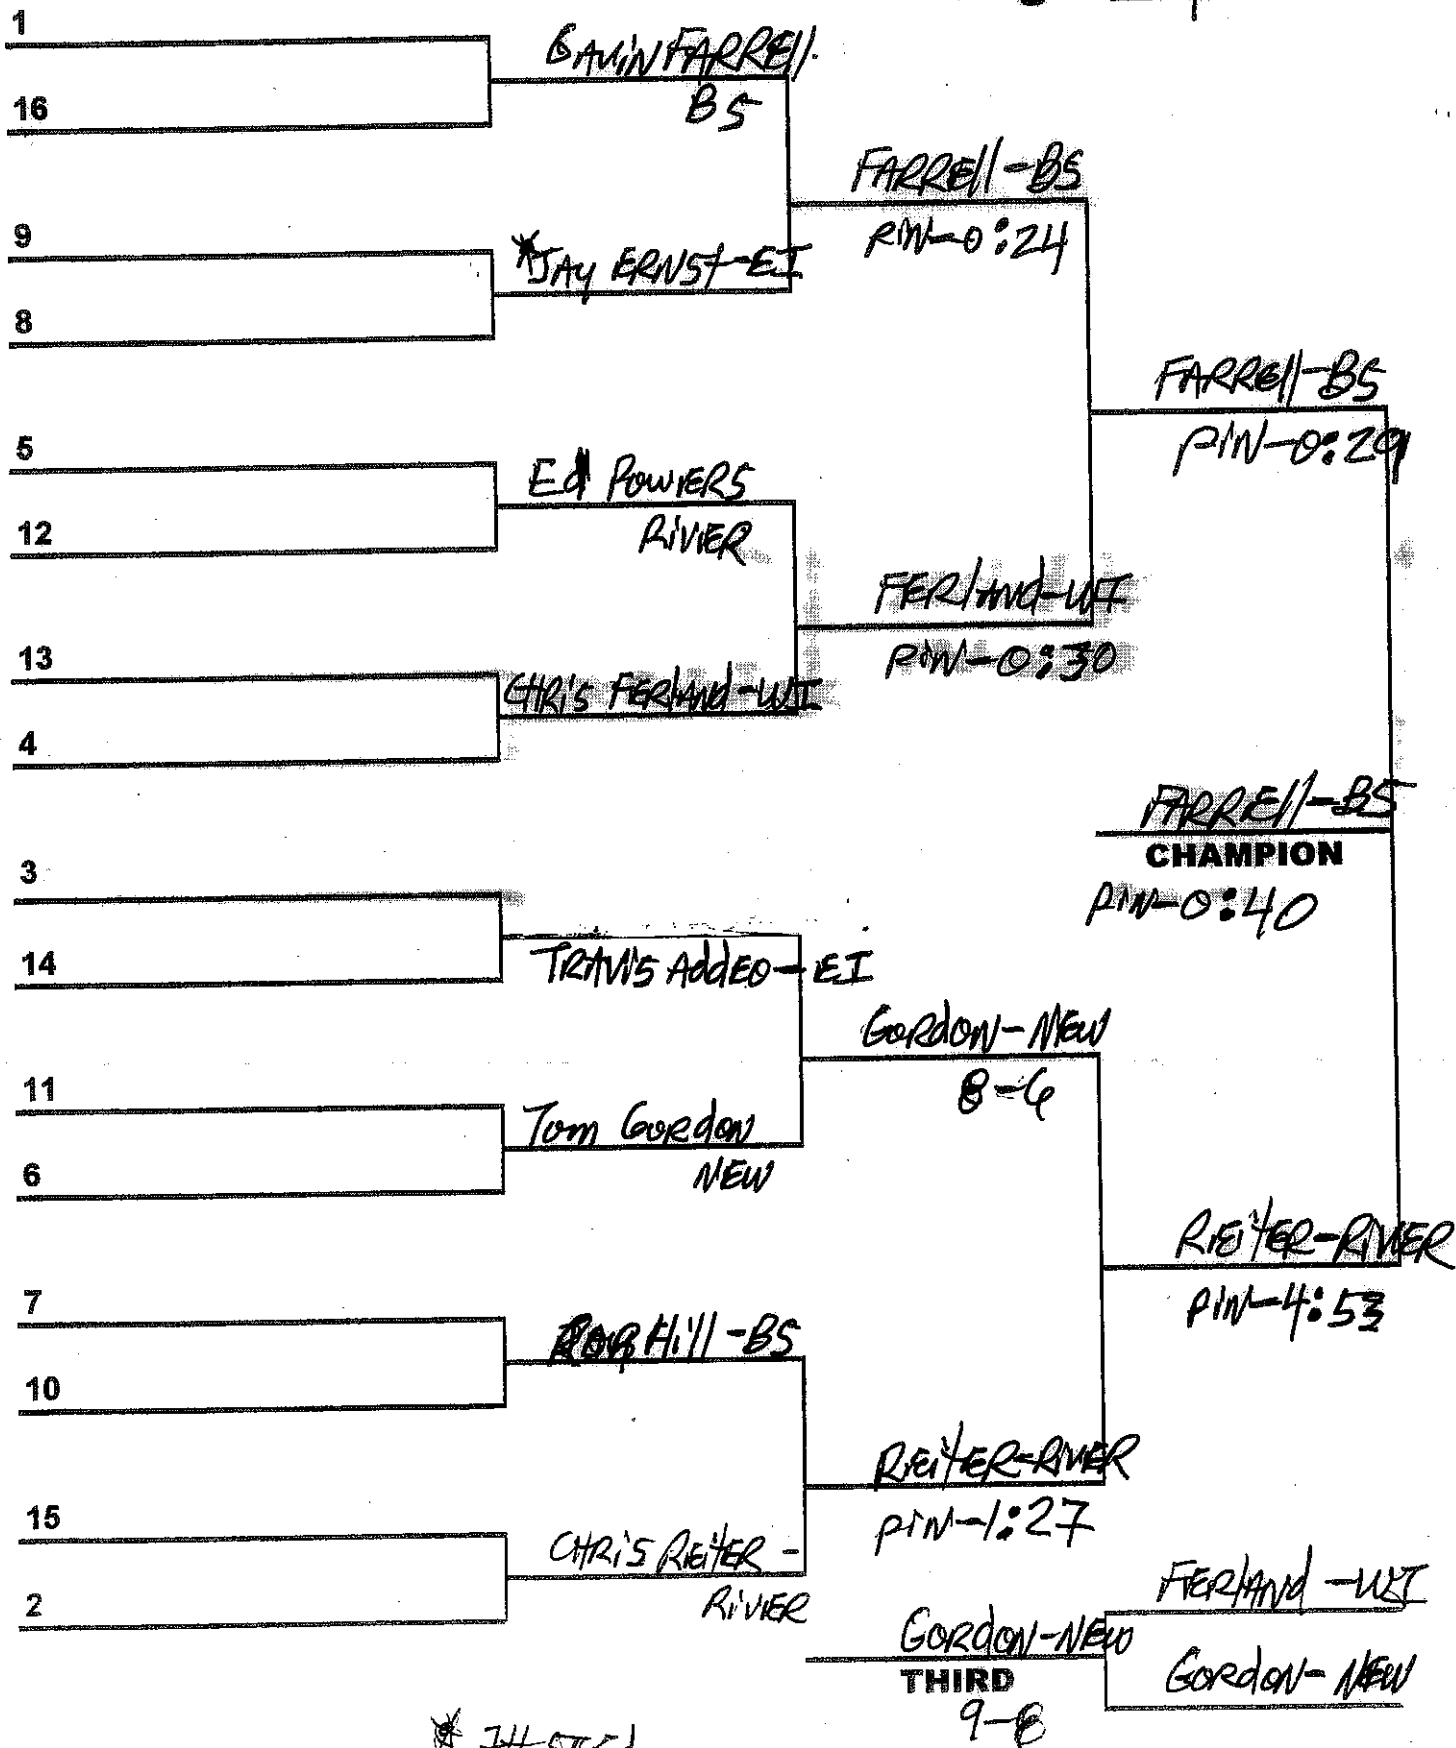 1
GAVIN FARRELL
BS
16
FARRELL-BS
PIN-0:24
9
*JAY ERNST-EI
8
FARRELL-BS
PIN-0:29
5
Ed POWERS
RIVER
12
FERLAND-WI
PIN-0:30
13
CHRIS FERLAND-WI
4
FARRELL-BS
CHAMPION
PIN-0:40
3
14
TRAVIS ADDEO-EI
GORDON-NEW
8-6
11
TOM GORDON
NEW
6
REITER-RIVER
PIN-4:53
7
HILL-BS
10
REITER-RIVER
PIN-1:27
15
CHRIS REITER-
RIVER
2
FERLAND-WI
GORDON-NEW
THIRD
GORDON-NEW
9-8